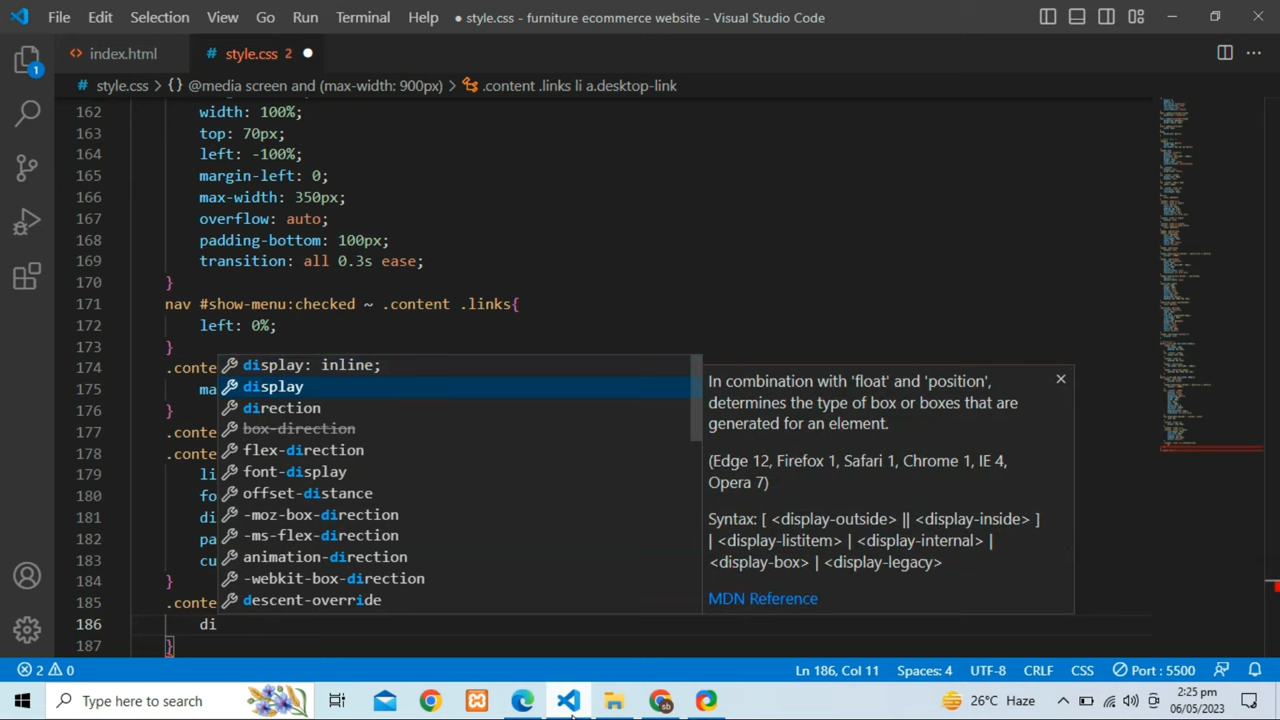 File Edit Selection View Go Run Terminal Help ● style.css - furniture ecommerce website - Visual Studio Code
1
<> index.html # style.css 2 ●
# style.css > {} @media screen and (max-width: 900px) > .content .links li a.desktop-link
162 width: 100%;
163 top: 70px;
164 left: -100%;
165 margin-left: 0;
166 max-width: 350px;
167 overflow: auto;
168 padding-bottom: 100px;
169 transition: all 0.3s ease;
170 }
171 nav #show-menu:checked ~ .content .links{
172 left: 0%;
173 }
174 .conte
175 ma
176 }
177 .conte
178 .conte
179 li
180 fo
181 di
182 pa
183 cu
184 }
185 .conte
186 di
187 }
display: inline;
display
direction
box-direction
flex-direction
font-display
offset-distance
-moz-box-direction
-ms-flex-direction
animation-direction
-webkit-box-direction
descent-override
In combination with 'float' and 'position',
determines the type of box or boxes that are
generated for an element.
(Edge 12, Firefox 1, Safari 1, Chrome 1, IE 4,
Opera 7)
Syntax: [ <display-outside> || <display-inside> ]
| <display-listitem> | <display-internal> |
<display-box> | <display-legacy>
MDN Reference
2 0 Ln 186, Col 11 Spaces: 4 UTF-8 CRLF CSS Port : 5500
Type here to search 26°C Haze 2:25 pm
06/05/2023